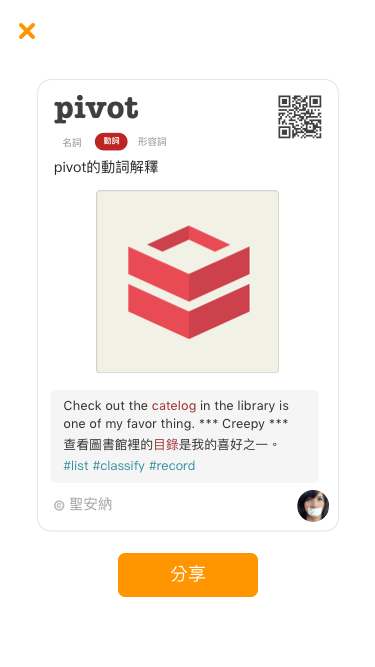 pivot
名詞 動詞 形容詞
pivot的動詞解釋
Check out the catelog in the library is
one of my favor thing. *** Creepy ***
查看圖書館裡的目錄是我的喜好之一。
#list #classify #record
聖安納
分享